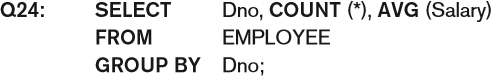 Q24: SELECT Dno, COUNT (*), AVG (Salary)
FROM EMPLOYEE
GROUP BY Dno;